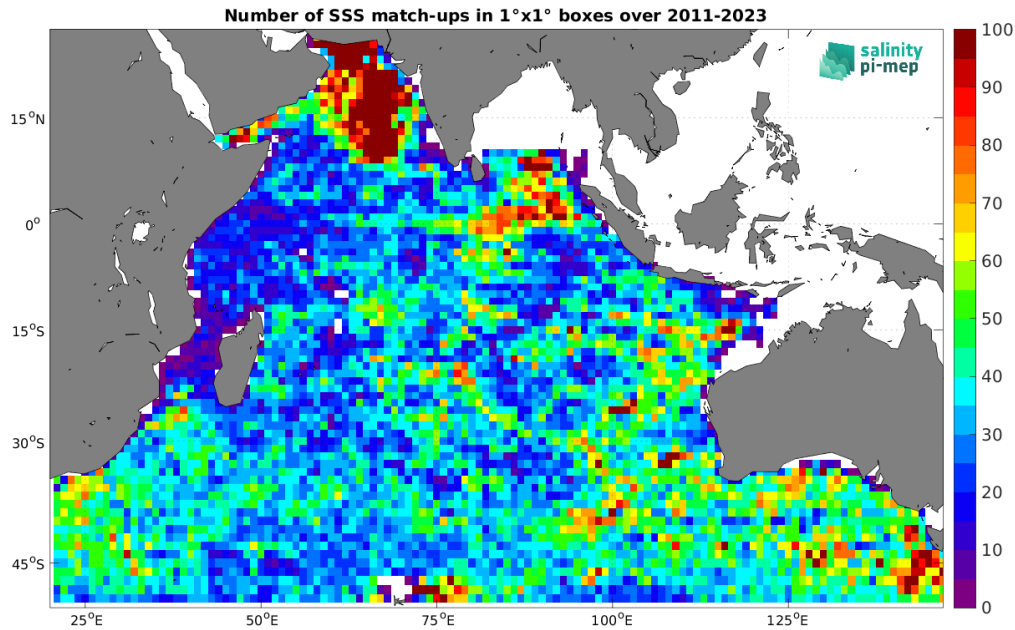 Number of SSS match-ups in 1°x1° boxes over 2011-2023
salinity
pi-mep
100
90
80
70
60
50
40
30
20
10
0
15°N
0°
15°S
30°S
45°S
25°E
50°E
75°E
100°E
125°E